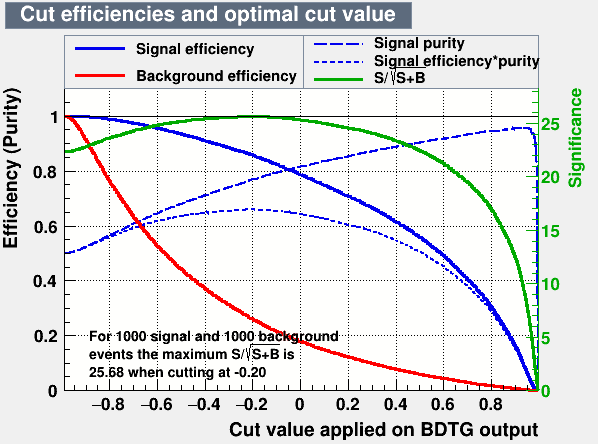 Cut efficiencies and optimal cut value
Signal efficiency
Background efficiency
Signal purity
Signal efficiency*purity
S/√S+B
Efficiency (Purity)
1
0.8
0.6
0.4
0.2
0
25
20
15
10
5
0
Significance
For 1000 signal and 1000 background
events the maximum S/√S+B is
25.68 when cutting at -0.20
−0.8 −0.6 −0.4 −0.2 0 0.2 0.4 0.6 0.8
Cut value applied on BDTG output